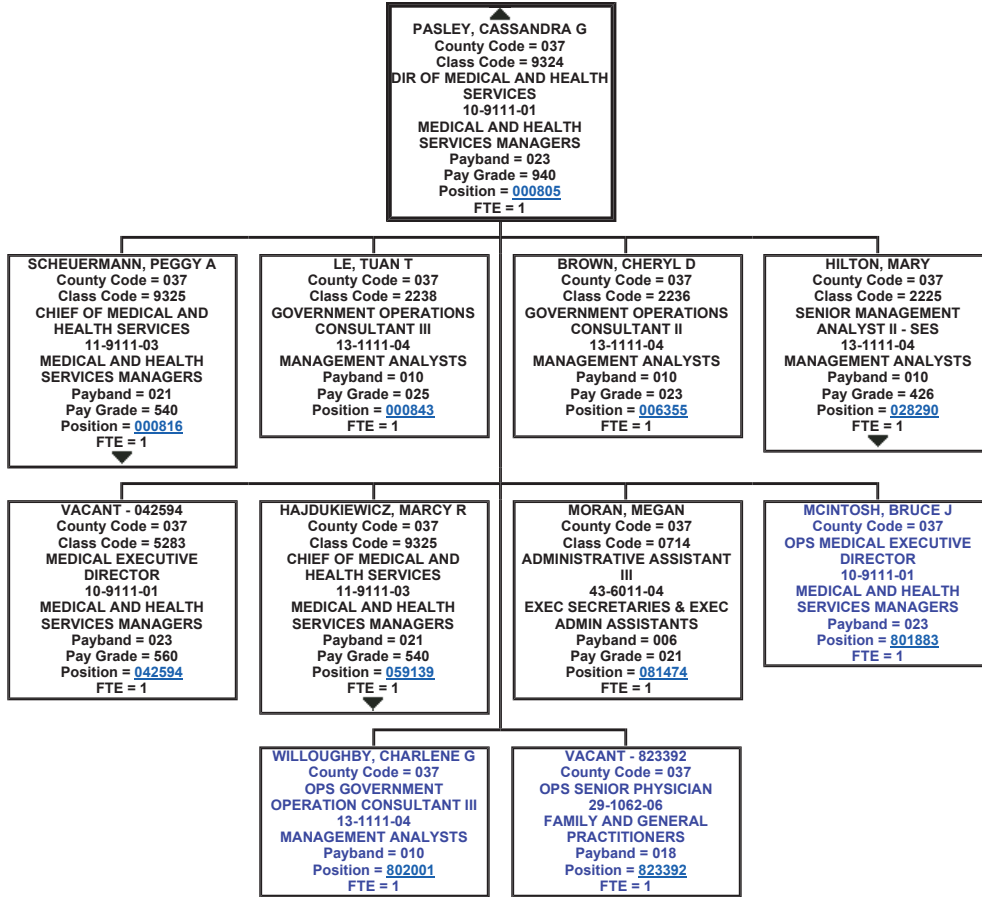 PASLEY, CASSANDRA G
County Code = 037
Class Code = 9324
DIR OF MEDICAL AND HEALTH
SERVICES
10-9111-01
MEDICAL AND HEALTH
SERVICES MANAGERS
Payband = 023
Pay Grade = 940
Position = 000805
FTE = 1
SCHEUERMANN, PEGGY A
County Code = 037
Class Code = 9325
CHIEF OF MEDICAL AND
HEALTH SERVICES
11-9111-03
MEDICAL AND HEALTH
SERVICES MANAGERS
Payband = 021
Pay Grade = 540
Position = 000816
FTE = 1
LE, TUAN T
County Code = 037
Class Code = 2238
GOVERNMENT OPERATIONS
CONSULTANT III
13-1111-04
MANAGEMENT ANALYSTS
Payband = 010
Pay Grade = 025
Position = 000843
FTE = 1
BROWN, CHERYL D
County Code = 037
Class Code = 2236
GOVERNMENT OPERATIONS
CONSULTANT II
13-1111-04
MANAGEMENT ANALYSTS
Payband = 010
Pay Grade = 023
Position = 006355
FTE = 1
HILTON, MARY
County Code = 037
Class Code = 2225
SENIOR MANAGEMENT
ANALYST II - SES
13-1111-04
MANAGEMENT ANALYSTS
Payband = 010
Pay Grade = 426
Position = 028290
FTE = 1
VACANT - 042594
County Code = 037
Class Code = 5283
MEDICAL EXECUTIVE
DIRECTOR
10-9111-01
MEDICAL AND HEALTH
SERVICES MANAGERS
Payband = 023
Pay Grade = 560
Position = 042594
FTE = 1
HAJDUKIEWICZ, MARCY R
County Code = 037
Class Code = 9325
CHIEF OF MEDICAL AND
HEALTH SERVICES
11-9111-03
MEDICAL AND HEALTH
SERVICES MANAGERS
Payband = 021
Pay Grade = 540
Position = 059139
FTE = 1
MORAN, MEGAN
County Code = 037
Class Code = 0714
ADMINISTRATIVE ASSISTANT
III
43-6011-04
EXEC SECRETARIES & EXEC
ADMIN ASSISTANTS
Payband = 006
Pay Grade = 021
Position = 081474
FTE = 1
MCINTOSH, BRUCE J
County Code = 037
OPS MEDICAL EXECUTIVE
DIRECTOR
10-9111-01
MEDICAL AND HEALTH
SERVICES MANAGERS
Payband = 023
Position = 801883
FTE = 1
WILLOUGHBY, CHARLENE G
County Code = 037
OPS GOVERNMENT
OPERATION CONSULTANT III
13-1111-04
MANAGEMENT ANALYSTS
Payband = 010
Position = 802001
FTE = 1
VACANT - 823392
County Code = 037
OPS SENIOR PHYSICIAN
29-1062-06
FAMILY AND GENERAL
PRACTITIONERS
Payband = 018
Position = 823392
FTE = 1